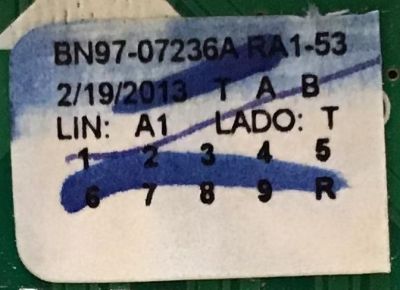 BN97-07236A RA1-53
2/19/2013 T A B
LIN: A1 LADO: T
1 2 3 4 5
6 7 8 9 R